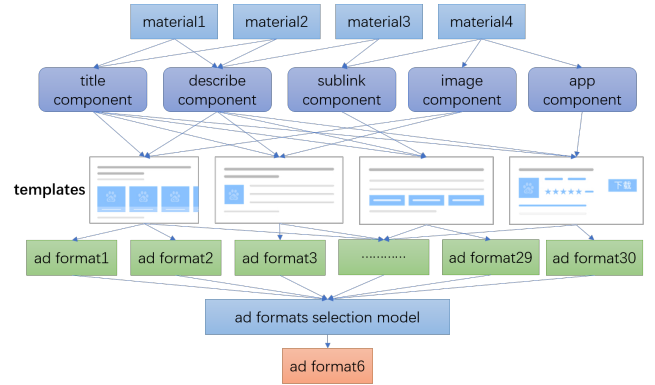 material1
material2
material3
material4
title
component
describe
component
sublink
component
image
component
app
component
templates
下载
ad format1
ad format2
ad format3
............
ad format29
ad format30
ad formats selection model
ad format6